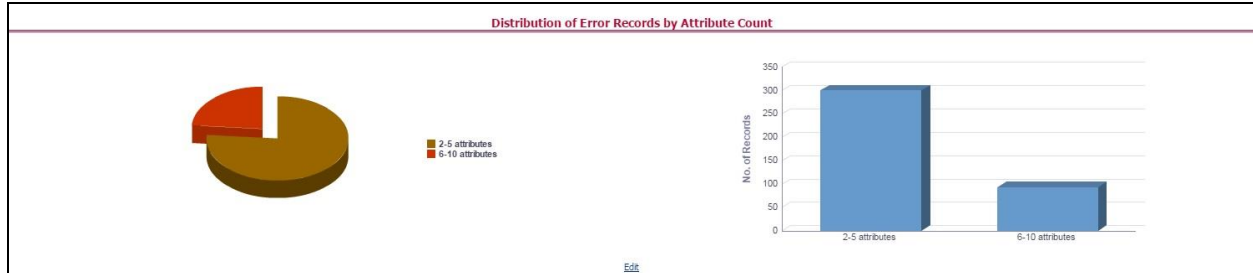 Distribution of Error Records by Attribute Count
2-5 attributes
6-10 attributes
No. of Records
350
300
250
200
150
100
50
0
2-5 attributes
6-10 attributes
Edit